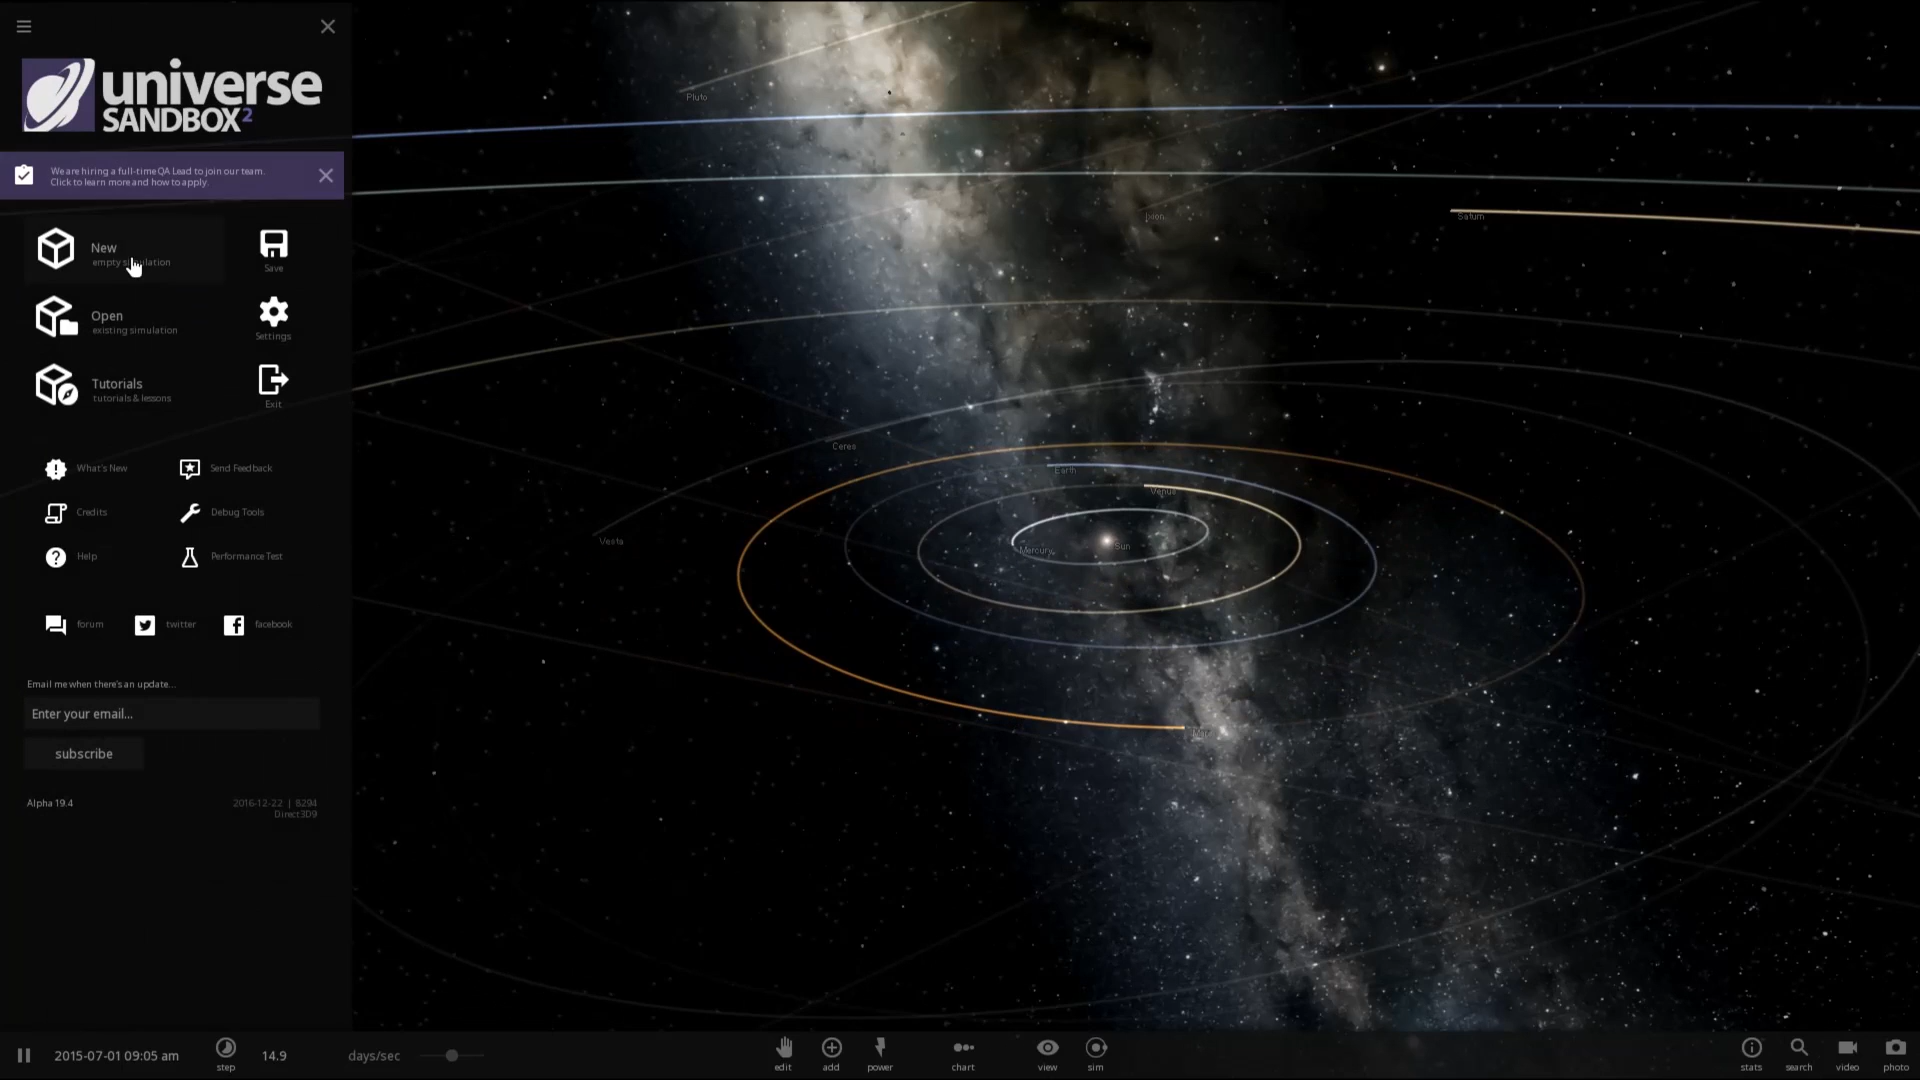 universe
SANDBOX²
We are hiring a full-time QA Lead to join our team.
Click to learn more and how to apply.
New
empty simulation
Save
Open
existing simulation
Settings
Tutorials
tutorials & lessons
Exit
What's New
Send Feedback
Credits
Debug Tools
Help
Performance Test
forum
twitter
facebook
Email me when there's an update...
Enter your email...
subscribe
Alpha 19.4
2016-12-22 | 8294
Direct3D9
Pluto
Ixion
Saturn
Ceres
Earth
Venus
Vesta
Mercury
Sun
2015-07-01 09:05 am
step
14.9
days/sec
edit
add
power
chart
view
sim
stats
search
video
photo